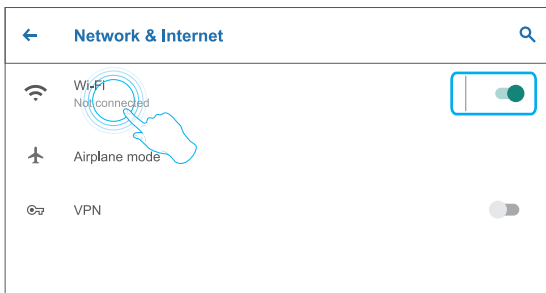 Network & Internet
Wi-Fi
Not connected
Airplane mode
VPN